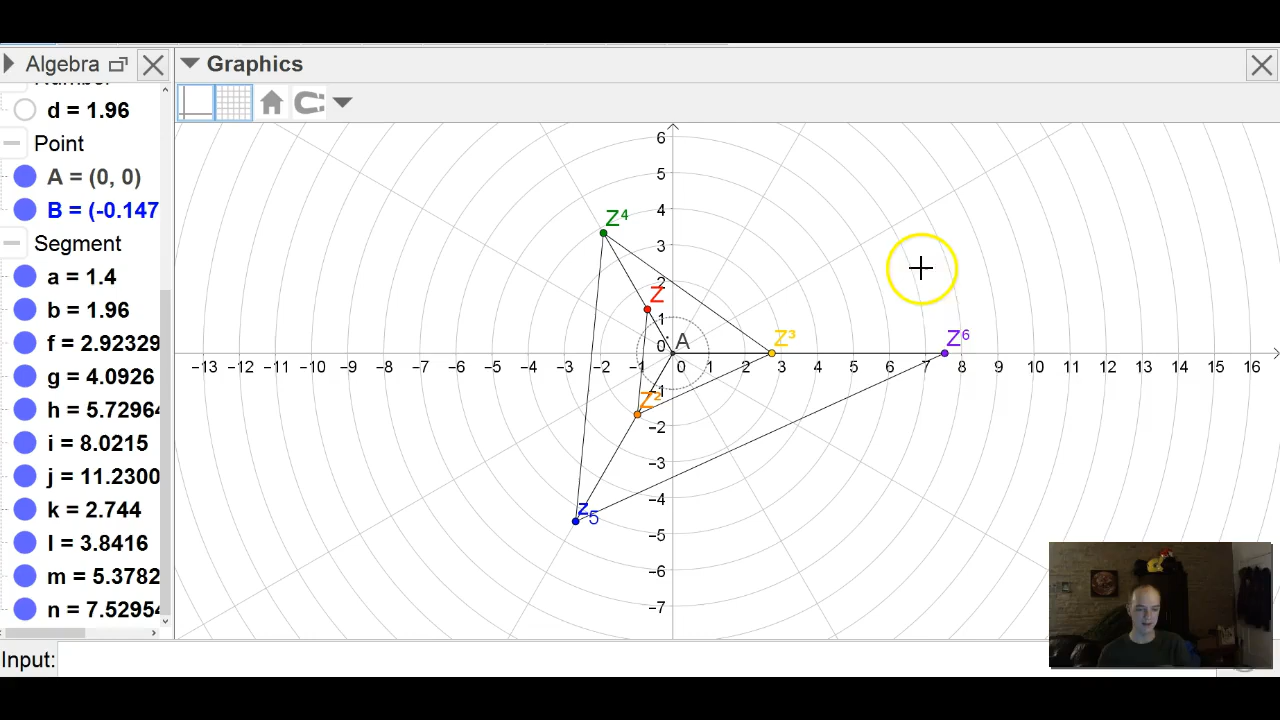 Algebra
Graphics
d = 1.96
Point
A = (0, 0)
B = (-0.147
Segment
a = 1.4
b = 1.96
f = 2.92329
g = 4.0926
h = 5.72964
i = 8.0215
j = 11.2300
k = 2.744
l = 3.8416
m = 5.3782
n = 7.52954
6
5
4
3
2
1
0
−1
−2
−3
−4
−5
−6
−7
−13 −12 −11 −10 −9 −8 −7 −6 −5 −4 −3 −2 −1 0 1 2 3 4 5 6 7 8 9 10 11 12 13 14 15 16
Z⁴
Z
A
Z³
Z⁶
Z²
z₅
Input: